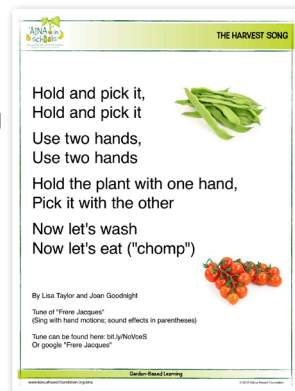 'ĀINA in
schools
THE HARVEST SONG
Hold and pick it,
Hold and pick it
Use two hands,
Use two hands
Hold the plant with one hand,
Pick it with the other
Now let's wash
Now let's eat ("chomp")
By Lisa Taylor and Joan Goodnight
Tune of "Frere Jacques"
(Sing with hand motions; sound effects in parentheses)
Tune can be found here: bit.ly/NoVceS
Or google "Frere Jacques"
Garden-Based Learning